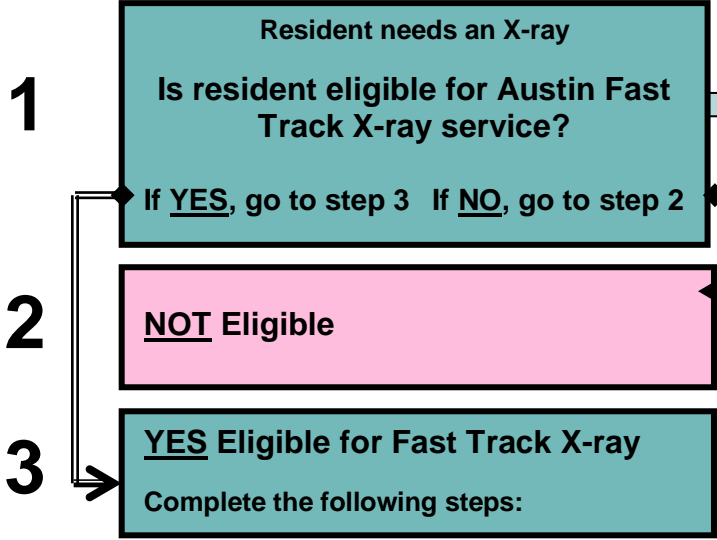 1
Resident needs an X-ray
Is resident eligible for Austin Fast
Track X-ray service?
If YES, go to step 3 If NO, go to step 2
2
NOT Eligible
3
YES Eligible for Fast Track X-ray
Complete the following steps: